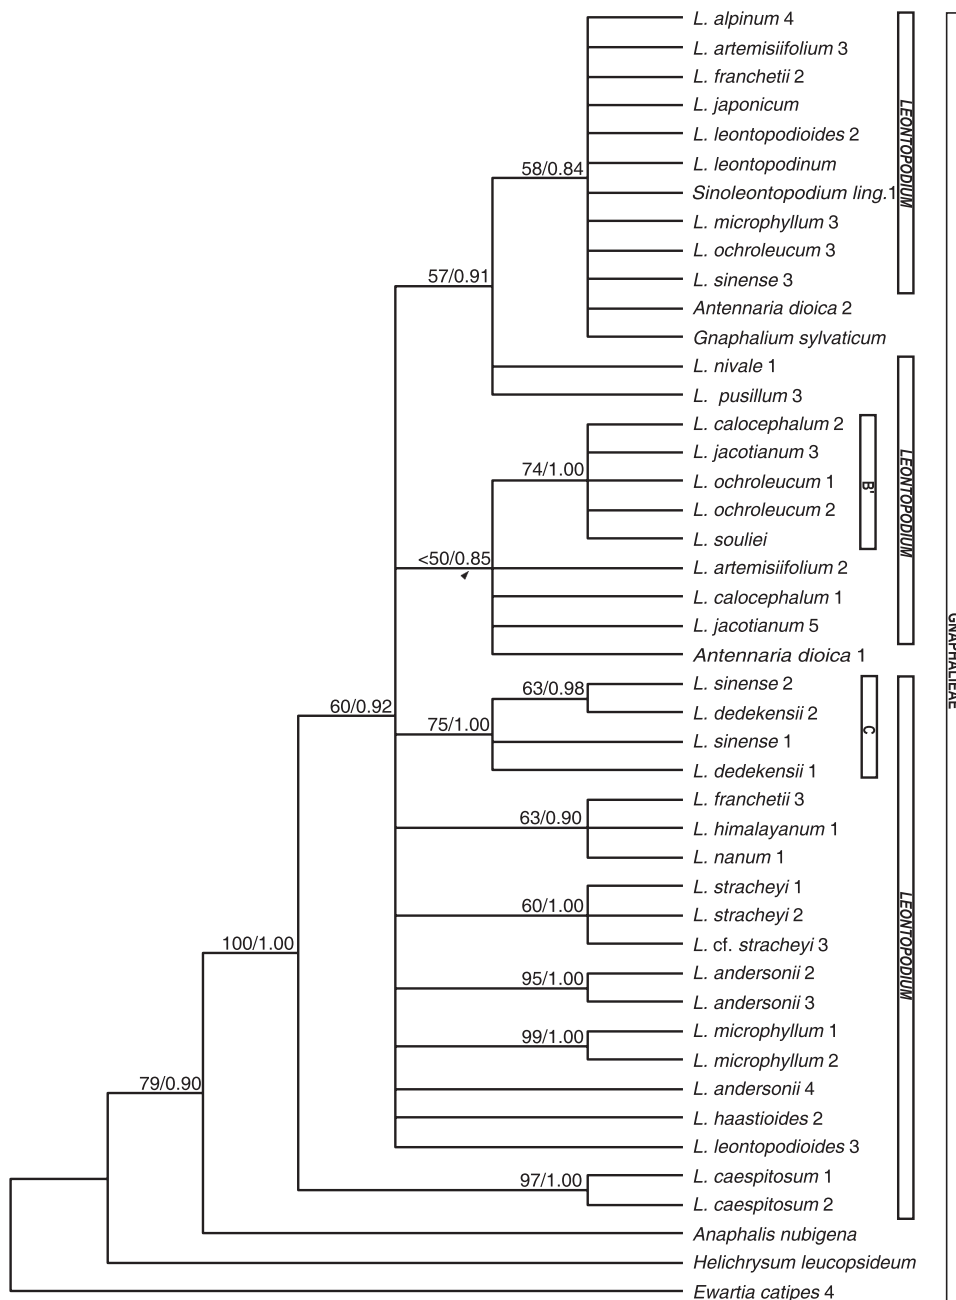 L. alpinum 4
L. artemisiifolium 3
L. franchetii 2
L. japonicum
L. leontopodioides 2
L. leontopodinum
58/0.84
Sinoleontopodium ling.1
L. microphyllum 3
L. ochroleucum 3
L. sinense 3
57/0.91
Antennaria dioica 2
Gnaphalium sylvaticum
LEONTOPODIUM
L. nivale 1
L. pusillum 3
L. calocephalum 2
L. jacotianum 3
74/1.00
L. ochroleucum 1
L. ochroleucum 2
L. souliei
B'
<50/0.85
L. artemisiifolium 2
L. calocephalum 1
L. jacotianum 5
Antennaria dioica 1
LEONTOPODIUM
GNAPHALIEAE
L. sinense 2
63/0.98
L. dedekensii 2
60/0.92
75/1.00
L. sinense 1
L. dedekensii 1
C
L. franchetii 3
63/0.90
L. himalayanum 1
L. nanum 1
L. stracheyi 1
60/1.00
L. stracheyi 2
L. cf. stracheyi 3
100/1.00
L. andersonii 2
95/1.00
L. andersonii 3
L. microphyllum 1
99/1.00
L. microphyllum 2
79/0.90
L. andersonii 4
L. haastioides 2
L. leontopodioides 3
L. caespitosum 1
97/1.00
L. caespitosum 2
LEONTOPODIUM
Anaphalis nubigena
Helichrysum leucopsideum
Ewartia catipes 4